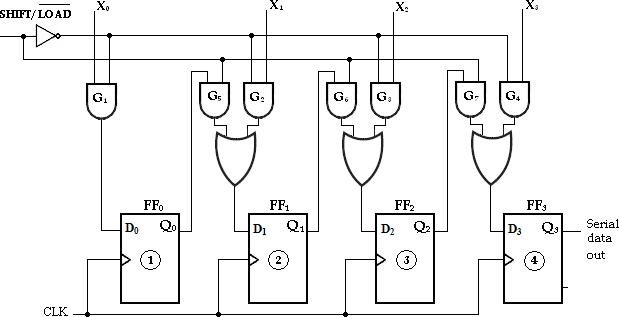 SHIFT/LOAD X₀ X₁ X₂ X₃
G₁ G₅ G₂ G₆ G₃ G₇ G₄
FF₀ FF₁ FF₂ FF₃
D₀ Q₀ D₁ Q₁ D₂ Q₂ D₃ Q₃
Serial
data
out
1 2 3 4
CLK